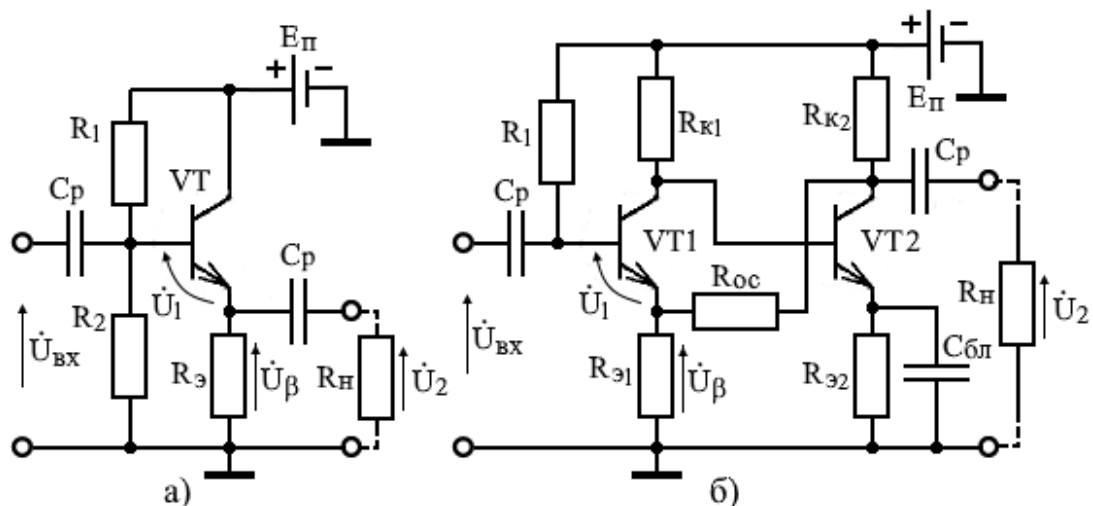 Eп
+ −
R1
VT
Cр
Cр
U̇1
R2
U̇вх
Rэ
U̇β
Rн
U̇2
а)
+ −
Eп
R1
Rк1
Rк2
Cр
Cр
VT1
VT2
Rос
U̇1
Rн
U̇2
U̇вх
Rэ1
U̇β
Rэ2
Cбл
б)